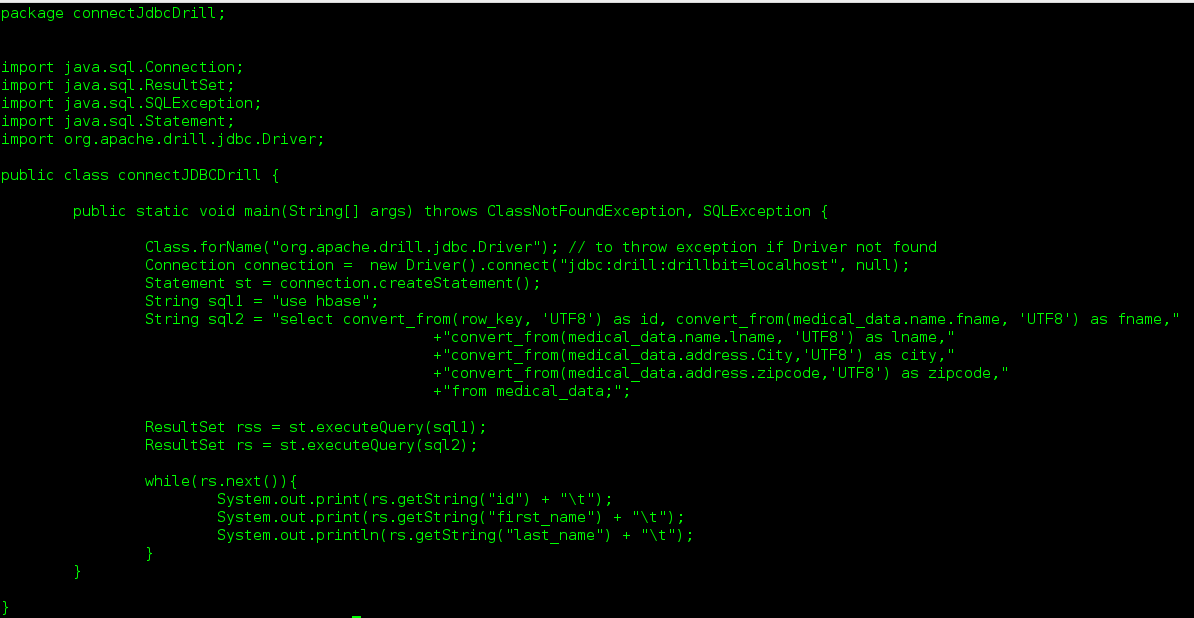 package connectJdbcDrill;
import java.sql.Connection;
import java.sql.ResultSet;
import java.sql.SQLException;
import java.sql.Statement;
import org.apache.drill.jdbc.Driver;
public class connectJDBCDrill {
public static void main(String[] args) throws ClassNotFoundException, SQLException {
Class.forName("org.apache.drill.jdbc.Driver"); // to throw exception if Driver not found
Connection connection =  new Driver().connect("jdbc:drill:drillbit=localhost", null);
Statement st = connection.createStatement();
String sql1 = "use hbase";
String sql2 = "select convert_from(row_key, 'UTF8') as id, convert_from(medical_data.name.fname, 'UTF8') as fname,"
+"convert_from(medical_data.name.lname, 'UTF8') as lname,"
+"convert_from(medical_data.address.City,'UTF8') as city,"
+"convert_from(medical_data.address.zipcode,'UTF8') as zipcode,"
+"from medical_data;";
ResultSet rss = st.executeQuery(sql1);
ResultSet rs = st.executeQuery(sql2);
while(rs.next()){
System.out.print(rs.getString("id") + "\t");
System.out.print(rs.getString("first_name") + "\t");
System.out.println(rs.getString("last_name") + "\t");
}
}
}